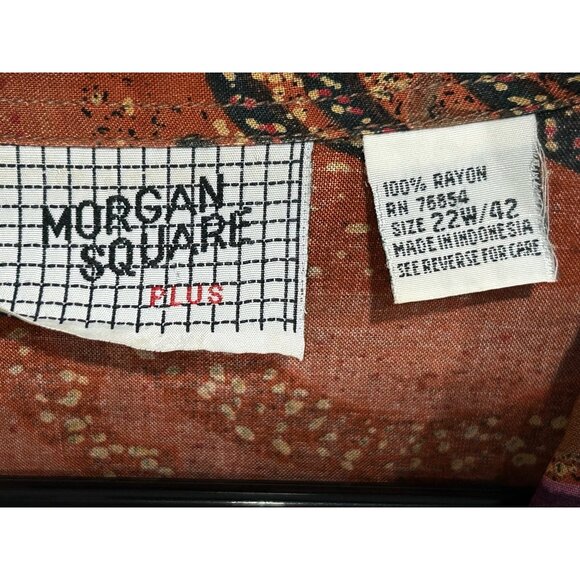 MORGAN
SQUARE
PLUS
100% RAYON
RN 76854
SIZE 22W/42
MADE IN INDONESIA
SEE REVERSE FOR CARE